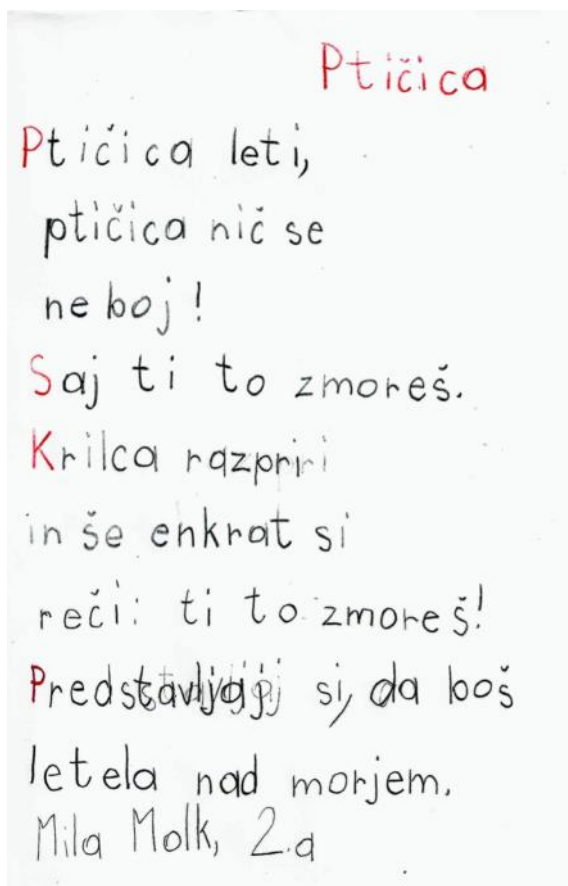 Ptičica
Ptičica leti,
ptičica nič se
ne boj!
Saj ti to zmoreš.
Krilca razpriri
in še enkrat si
reči: ti to zmoreš!
Predstavljaj si, da boš
letela nad morjem.
Mila Molk, 2.a